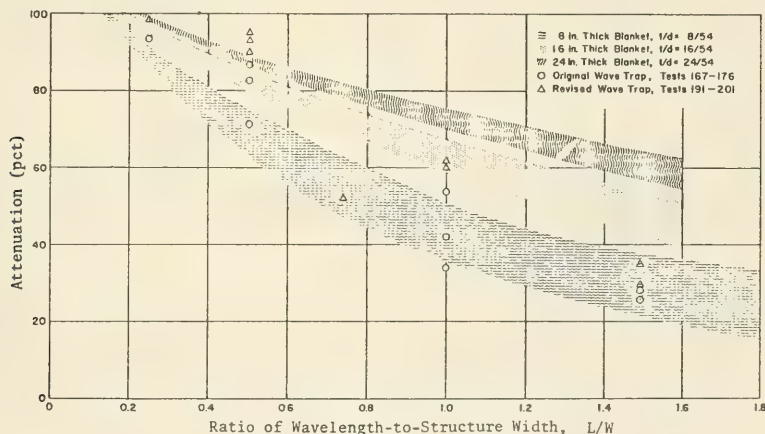 100
80
60
40
20
0
Attenuation (pct)
8 in. Thick Blanket, t/d= 8/54
16 in. Thick Blanket, t/d= 16/54
24 in. Thick Blanket, t/d= 24/54
Original Wave Trap, Tests 167-176
Revised Wave Trap, Tests 191-201
0 0.2 0.4 0.6 0.8 1.0 1.2 1.4 1.6 1.8
Ratio of Wavelength-to-Structure Width, L/W